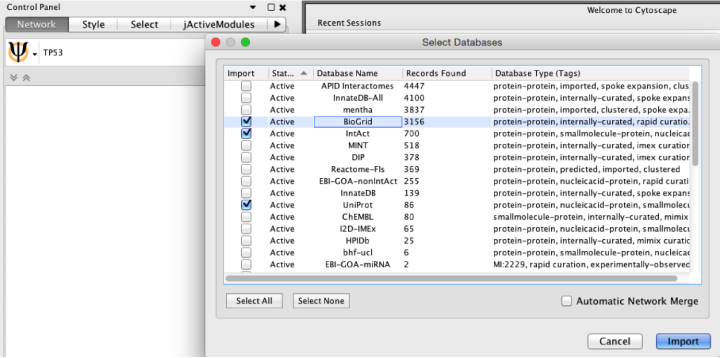 Control Panel
Welcome to Cytoscape
Network Style Select jActiveModules
Recent Sessions
TP53
Select Databases
Import Stat... Database Name Records Found Database Type (Tags)
Active APID Interactomes 4447 protein-protein, imported, spoke expansion, clus
Active InnateDB-All 4100 protein-protein, internally-curated, spoke expans
Active mentha 3837 protein-protein, imported, clustered, spoke expa
Active BioGrid 3156 protein-protein, internally-curated, rapid curatio
Active IntAct 700 protein-protein, smallmolecule-protein, nucleica
Active MINT 518 protein-protein, internally-curated, imex curation
Active DIP 378 protein-protein, internally-curated, imex curation
Active Reactome-FIs 369 protein-protein, predicted, imported, clustered
Active EBI-GOA-nonIntAct 255 protein-protein, nucleicacid-protein, rapid curati
Active InnateDB 139 protein-protein, internally-curated, spoke expan
Active UniProt 86 protein-protein, nucleicacid-protein, smallmolecu
Active ChEMBL 80 smallmolecule-protein, internally-curated, mimix
Active I2D-IMEx 65 protein-protein, nucleicacid-protein, smallmolecu
Active HPIDb 25 protein-protein, internally-curated, mimix curatio
Active bhf-ucl 6 protein-protein, nucleicacid-protein, smallmolecu
Active EBI-GOA-miRNA 2 MI:2229, rapid curation, experimentally-observed
Select All Select None Automatic Network Merge
Cancel Import